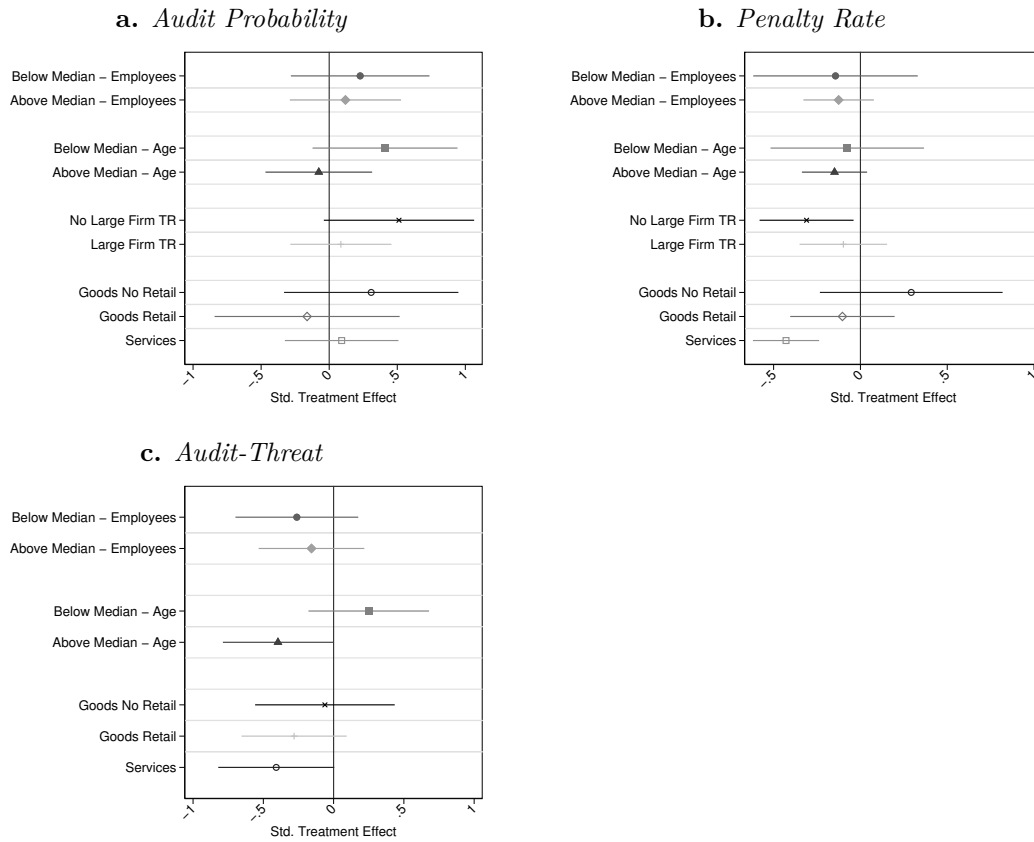 a. Audit Probability
Below Median – Employees
Above Median – Employees
Below Median – Age
Above Median – Age
No Large Firm TR
Large Firm TR
Goods No Retail
Goods Retail
Services
-1 -.5 0 .5 1
Std. Treatment Effect
b. Penalty Rate
Below Median – Employees
Above Median – Employees
Below Median – Age
Above Median – Age
No Large Firm TR
Large Firm TR
Goods No Retail
Goods Retail
Services
-.5 0 .5 1
Std. Treatment Effect
c. Audit-Threat
Below Median – Employees
Above Median – Employees
Below Median – Age
Above Median – Age
Goods No Retail
Goods Retail
Services
-1 -.5 0 .5 1
Std. Treatment Effect